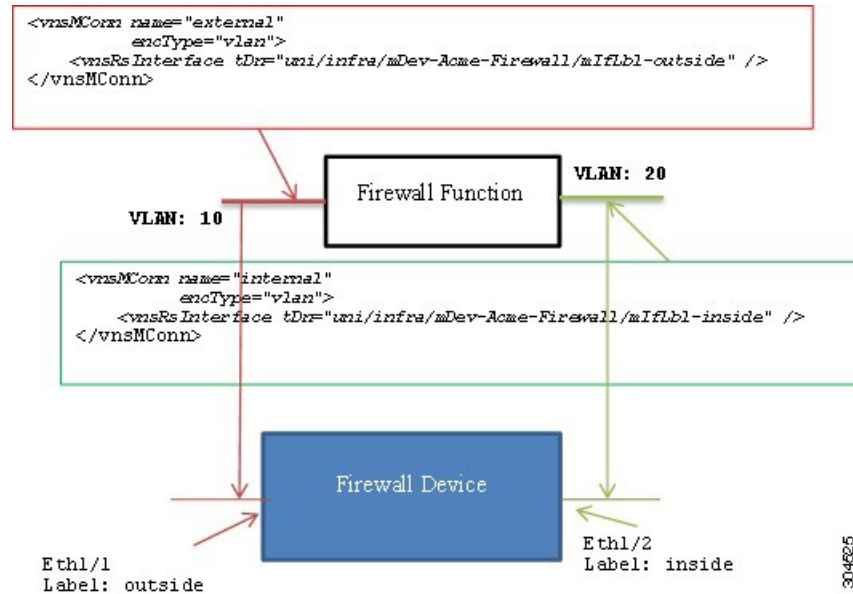 <vnsMConn name="external"
encType="vlan">
<vnsRsInterface tDn="uni/infra/mDev-Acme-Firewall/mIfLbl-outside" />
</vnsMConn>
Firewall Function
VLAN: 20
VLAN: 10
<vnsMConn name="internal"
encType="vlan">
<vnsRsInterface tDn="uni/infra/mDev-Acme-Firewall/mIfLbl-inside" />
</vnsMConn>
Firewall Device
Eth1/1
Label: outside
Eth1/2
Label: inside
304525